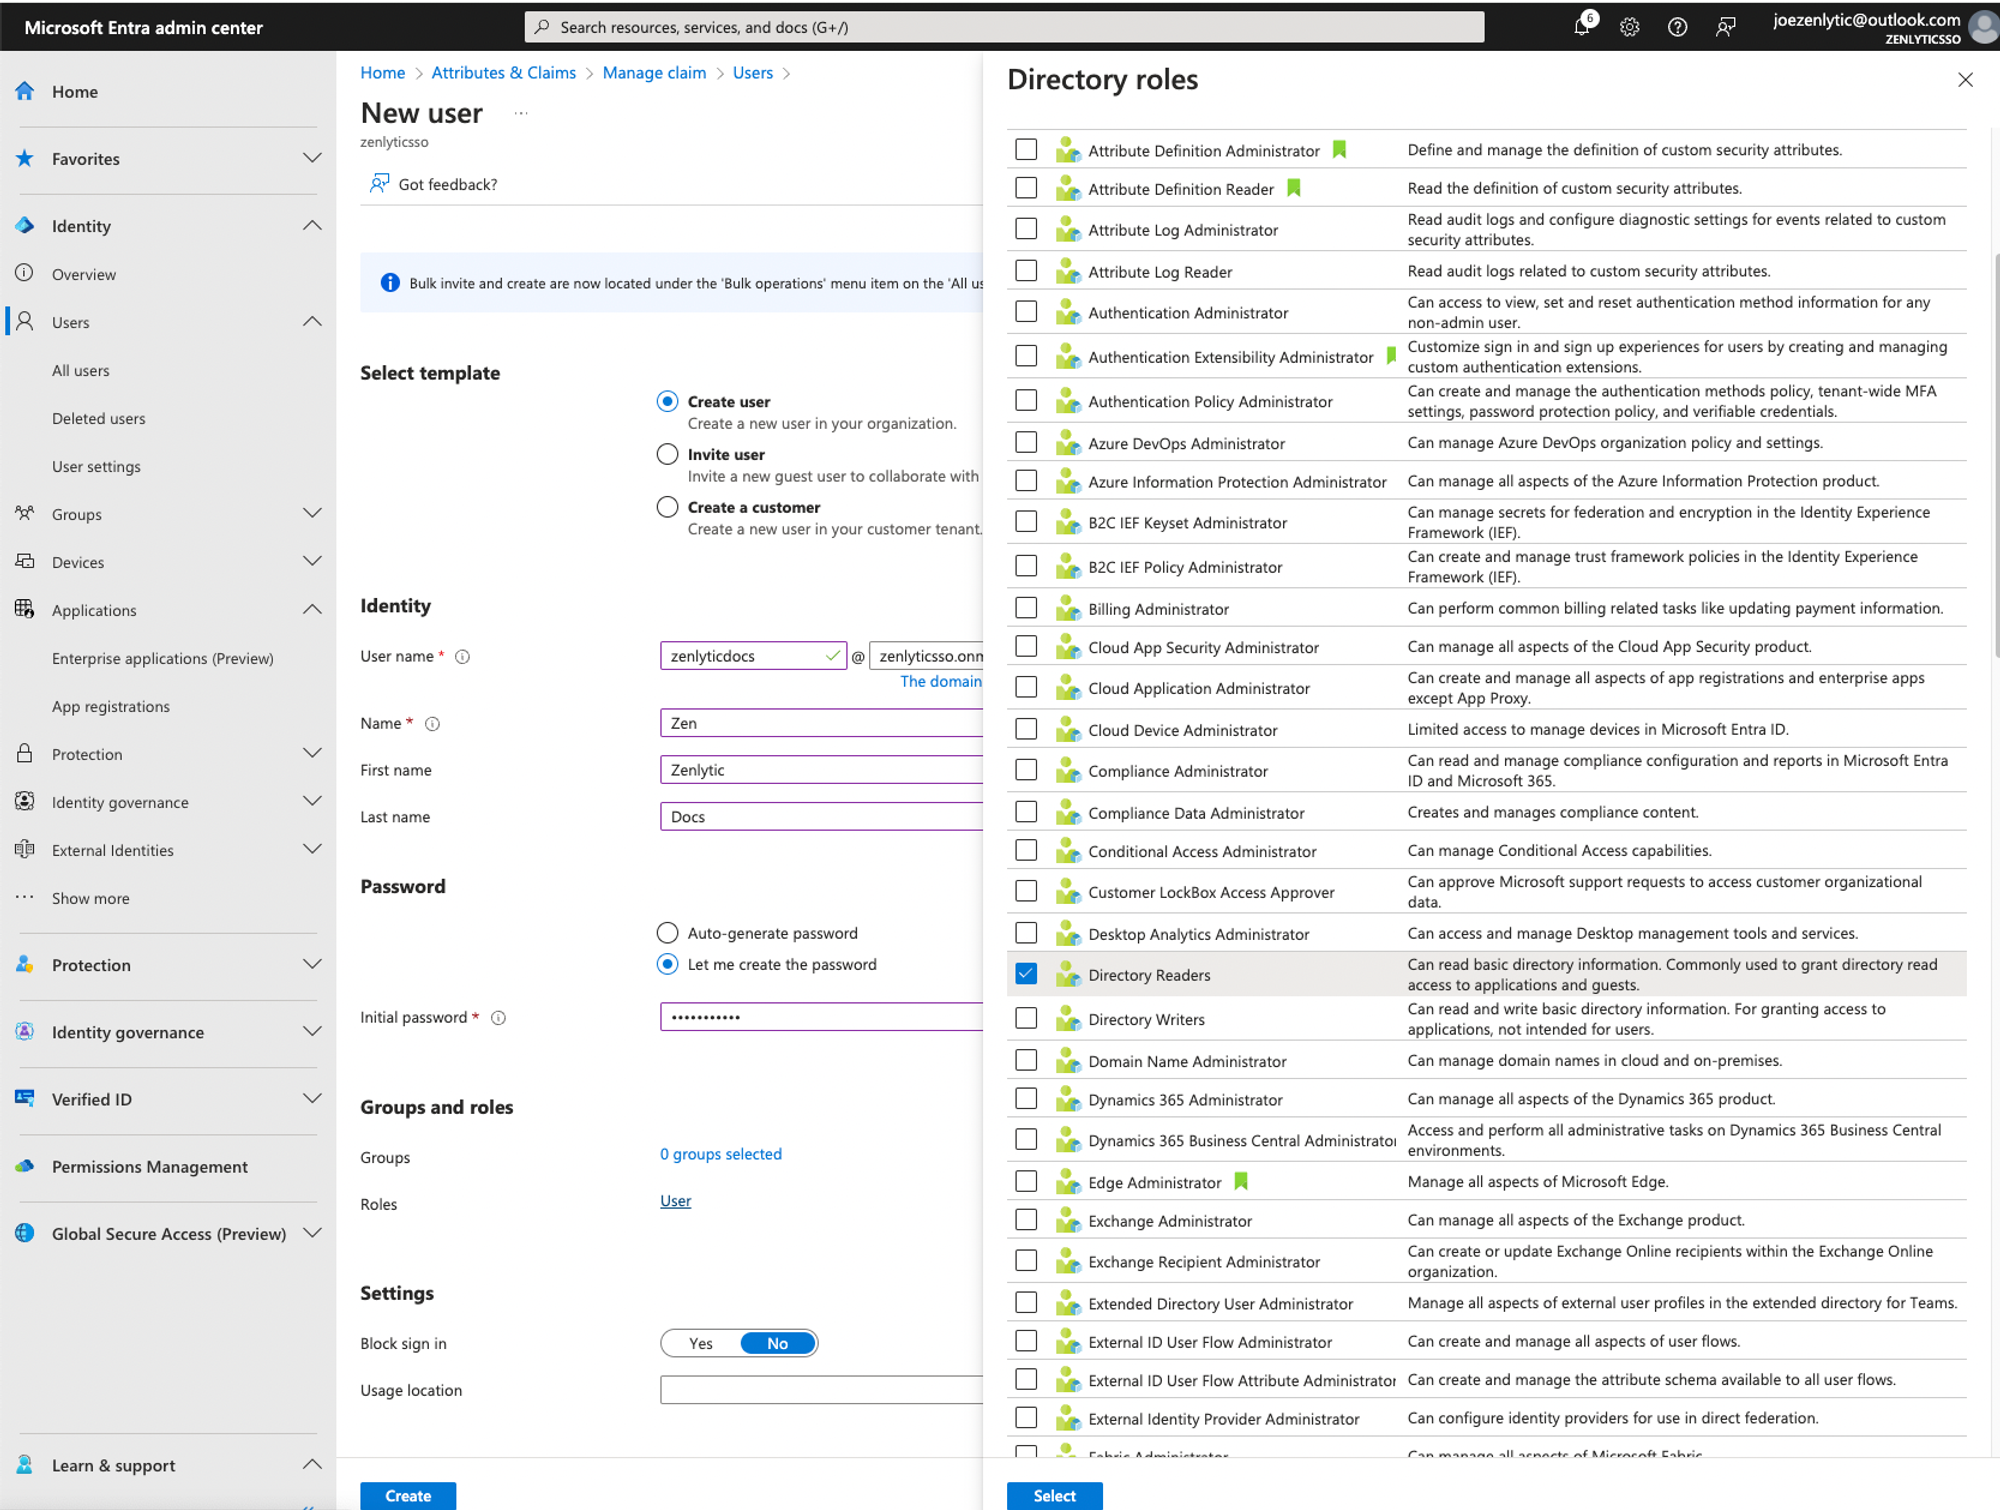 Microsoft Entra admin center
Search resources, services, and docs (G+/)
6
joezenlytic@outlook.com
ZENLYTICSSO
Home
Favorites
Identity
Overview
Users
All users
Deleted users
User settings
Groups
Devices
Applications
Enterprise applications (Preview)
App registrations
Protection
Identity governance
External Identities
Show more
Protection
Identity governance
Verified ID
Permissions Management
Global Secure Access (Preview)
Learn & support
Home > Attributes & Claims > Manage claim > Users >
New user ...
zenlyticsso
Got feedback?
Bulk invite and create are now located under the 'Bulk operations' menu item on the 'All us
Select template
Create user
Create a new user in your organization.
Invite user
Invite a new guest user to collaborate with
Create a customer
Create a new user in your customer tenant.
Identity
User name *
zenlyticdocs @ zenlyticsso.onm
The domain
Name *
Zen
First name
Zenlytic
Last name
Docs
Password
Auto-generate password
Let me create the password
Initial password *
•••••••••••
Groups and roles
Groups
0 groups selected
Roles
User
Settings
Block sign in
Yes No
Usage location
Create
Directory roles
Attribute Definition Administrator
Define and manage the definition of custom security attributes.
Attribute Definition Reader
Read the definition of custom security attributes.
Attribute Log Administrator
Read audit logs and configure diagnostic settings for events related to custom
security attributes.
Attribute Log Reader
Read audit logs related to custom security attributes.
Authentication Administrator
Can access to view, set and reset authentication method information for any
non-admin user.
Authentication Extensibility Administrator
Customize sign in and sign up experiences for users by creating and managing
custom authentication extensions.
Authentication Policy Administrator
Can create and manage the authentication methods policy, tenant-wide MFA
settings, password protection policy, and verifiable credentials.
Azure DevOps Administrator
Can manage Azure DevOps organization policy and settings.
Azure Information Protection Administrator
Can manage all aspects of the Azure Information Protection product.
B2C IEF Keyset Administrator
Can manage secrets for federation and encryption in the Identity Experience
Framework (IEF).
B2C IEF Policy Administrator
Can create and manage trust framework policies in the Identity Experience
Framework (IEF).
Billing Administrator
Can perform common billing related tasks like updating payment information.
Cloud App Security Administrator
Can manage all aspects of the Cloud App Security product.
Cloud Application Administrator
Can create and manage all aspects of app registrations and enterprise apps
except App Proxy.
Cloud Device Administrator
Limited access to manage devices in Microsoft Entra ID.
Compliance Administrator
Can read and manage compliance configuration and reports in Microsoft Entra
ID and Microsoft 365.
Compliance Data Administrator
Creates and manages compliance content.
Conditional Access Administrator
Can manage Conditional Access capabilities.
Customer LockBox Access Approver
Can approve Microsoft support requests to access customer organizational
data.
Desktop Analytics Administrator
Can access and manage Desktop management tools and services.
Directory Readers
Can read basic directory information. Commonly used to grant directory read
access to applications and guests.
Directory Writers
Can read and write basic directory information. For granting access to
applications, not intended for users.
Domain Name Administrator
Can manage domain names in cloud and on-premises.
Dynamics 365 Administrator
Can manage all aspects of the Dynamics 365 product.
Dynamics 365 Business Central Administrator
Access and perform all administrative tasks on Dynamics 365 Business Central
environments.
Edge Administrator
Manage all aspects of Microsoft Edge.
Exchange Administrator
Can manage all aspects of the Exchange product.
Exchange Recipient Administrator
Can create or update Exchange Online recipients within the Exchange Online
organization.
Extended Directory User Administrator
Manage all aspects of external user profiles in the extended directory for Teams.
External ID User Flow Administrator
Can create and manage all aspects of user flows.
External ID User Flow Attribute Administrator
Can create and manage the attribute schema available to all user flows.
External Identity Provider Administrator
Can configure identity providers for use in direct federation.
Fabric Administrator
Can manage all aspects of Microsoft Fabric.
Select